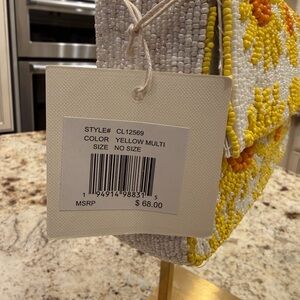 STYLE# CL12569
COLOR YELLOW MULTI
SIZE NO SIZE
1 94914 98831 5
MSRP $ 68.00